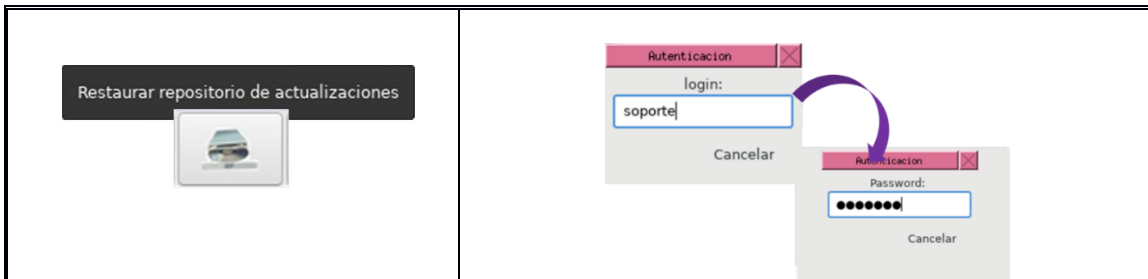 Restaurar repositorio de actualizaciones
Autenticacion
login:
soporte
Cancelar
Autenticacion
Password:
●●●●●●●
Cancelar